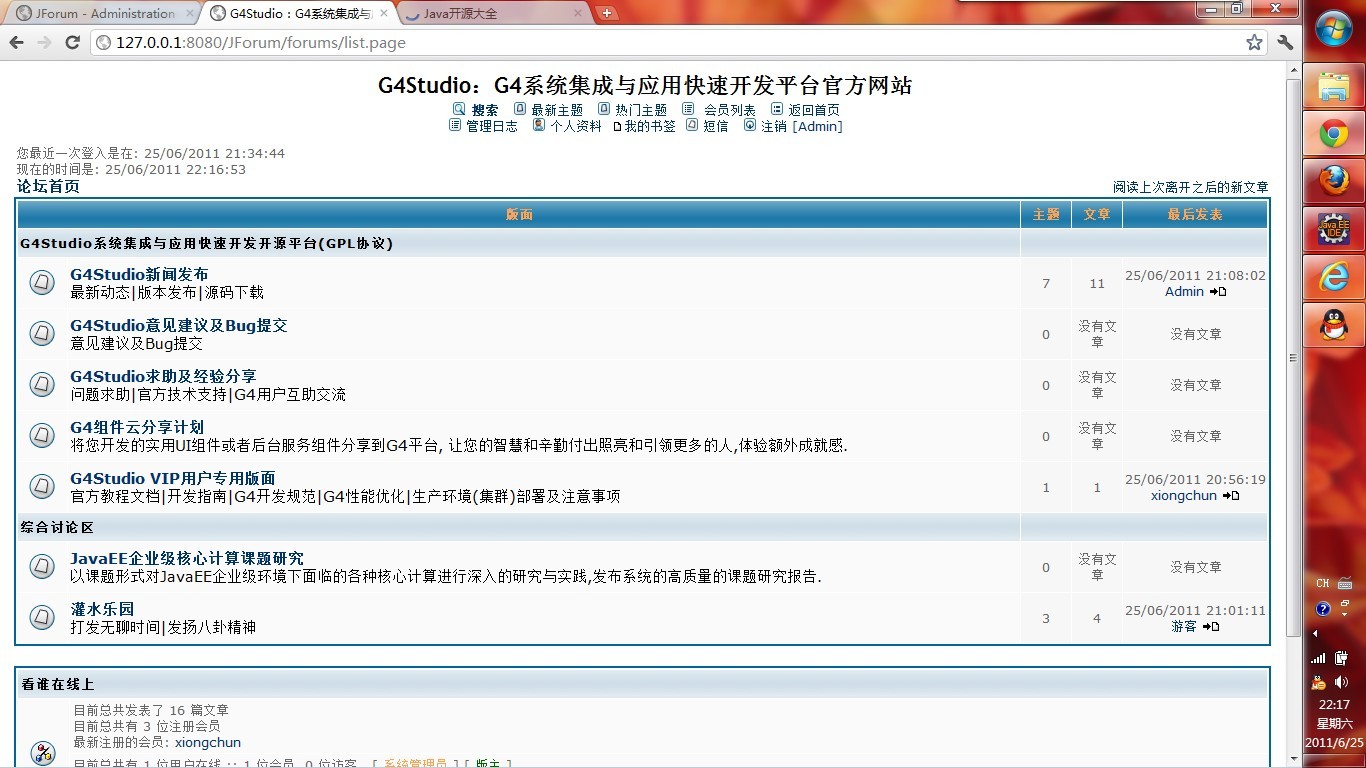 JForum - Administration
G4Studio：G4系统集成与
Java开源大全
127.0.0.1:8080/JForum/forums/list.page
G4Studio：G4系统集成与应用快速开发平台官方网站
搜索 最新主题 热门主题 会员列表 返回首页
管理日志 个人资料 我的书签 短信 注销 [Admin]
您最近一次登入是在: 25/06/2011 21:34:44
现在的时间是: 25/06/2011 22:16:53
论坛首页
阅读上次离开之后的新文章
版面 主题 文章 最后发表
G4Studio系统集成与应用快速开发开源平台(GPL协议)
G4Studio新闻发布
最新动态|版本发布|源码下载
7
11
25/06/2011 21:08:02
Admin
G4Studio意见建议及Bug提交
意见建议及Bug提交
0
没有文
章
没有文章
G4Studio求助及经验分享
问题求助|官方技术支持|G4用户互助交流
0
没有文
章
没有文章
G4组件云分享计划
将您开发的实用UI组件或者后台服务组件分享到G4平台, 让您的智慧和辛勤付出照亮和引领更多的人,体验额外成就感.
0
没有文
章
没有文章
G4Studio VIP用户专用版面
官方教程文档|开发指南|G4开发规范|G4性能优化|生产环境(集群)部署及注意事项
1
1
25/06/2011 20:56:19
xiongchun
综合讨论区
JavaEE企业级核心计算课题研究
以课题形式对JavaEE企业级环境下面临的各种核心计算进行深入的研究与实践,发布系统的高质量的课题研究报告.
0
没有文
章
没有文章
灌水乐园
打发无聊时间|发扬八卦精神
3
4
25/06/2011 21:01:11
游客
看谁在线上
目前总共发表了 16 篇文章
目前总共有 3 位注册会员
最新注册的会员: xiongchun
目前总共有 1 位用户在线 :: 1 位会员, 0 位访客 [ 系统管理员 ] [ 版主 ]
Java EE
IDE
CH
22:17
星期六
2011/6/25